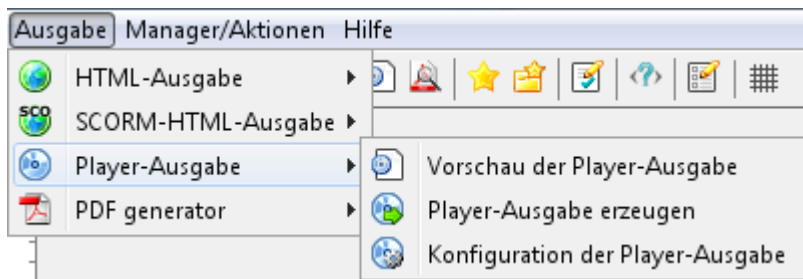 Ausgabe Manager/Aktionen Hilfe
HTML-Ausgabe
SCO SCORM-HTML-Ausgabe
Player-Ausgabe
Vorschau der Player-Ausgabe
PDF generator
Player-Ausgabe erzeugen
Konfiguration der Player-Ausgabe